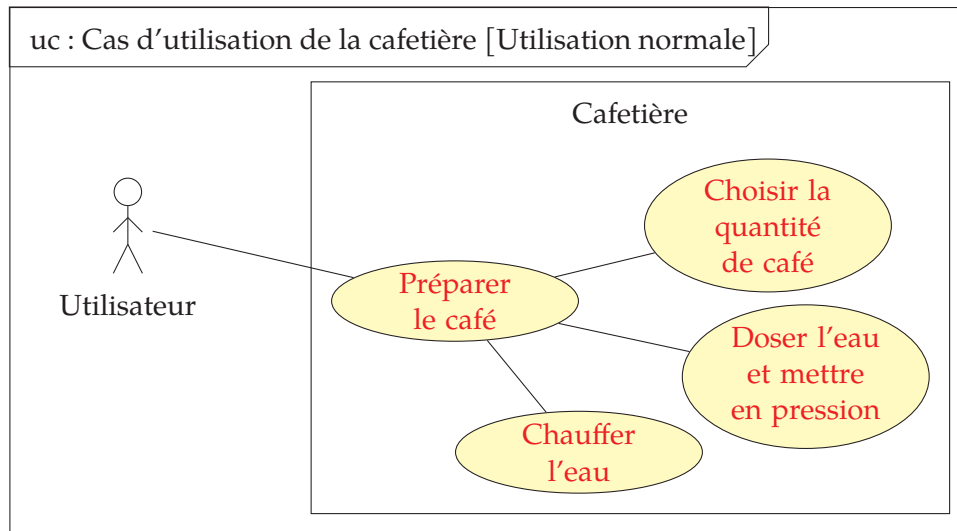 uc : Cas d’utilisation de la cafetière [Utilisation normale]
Cafetière
Choisir la
quantité
de café
Utilisateur
Préparer
le café
Doser l’eau
et mettre
en pression
Chauffer
l’eau